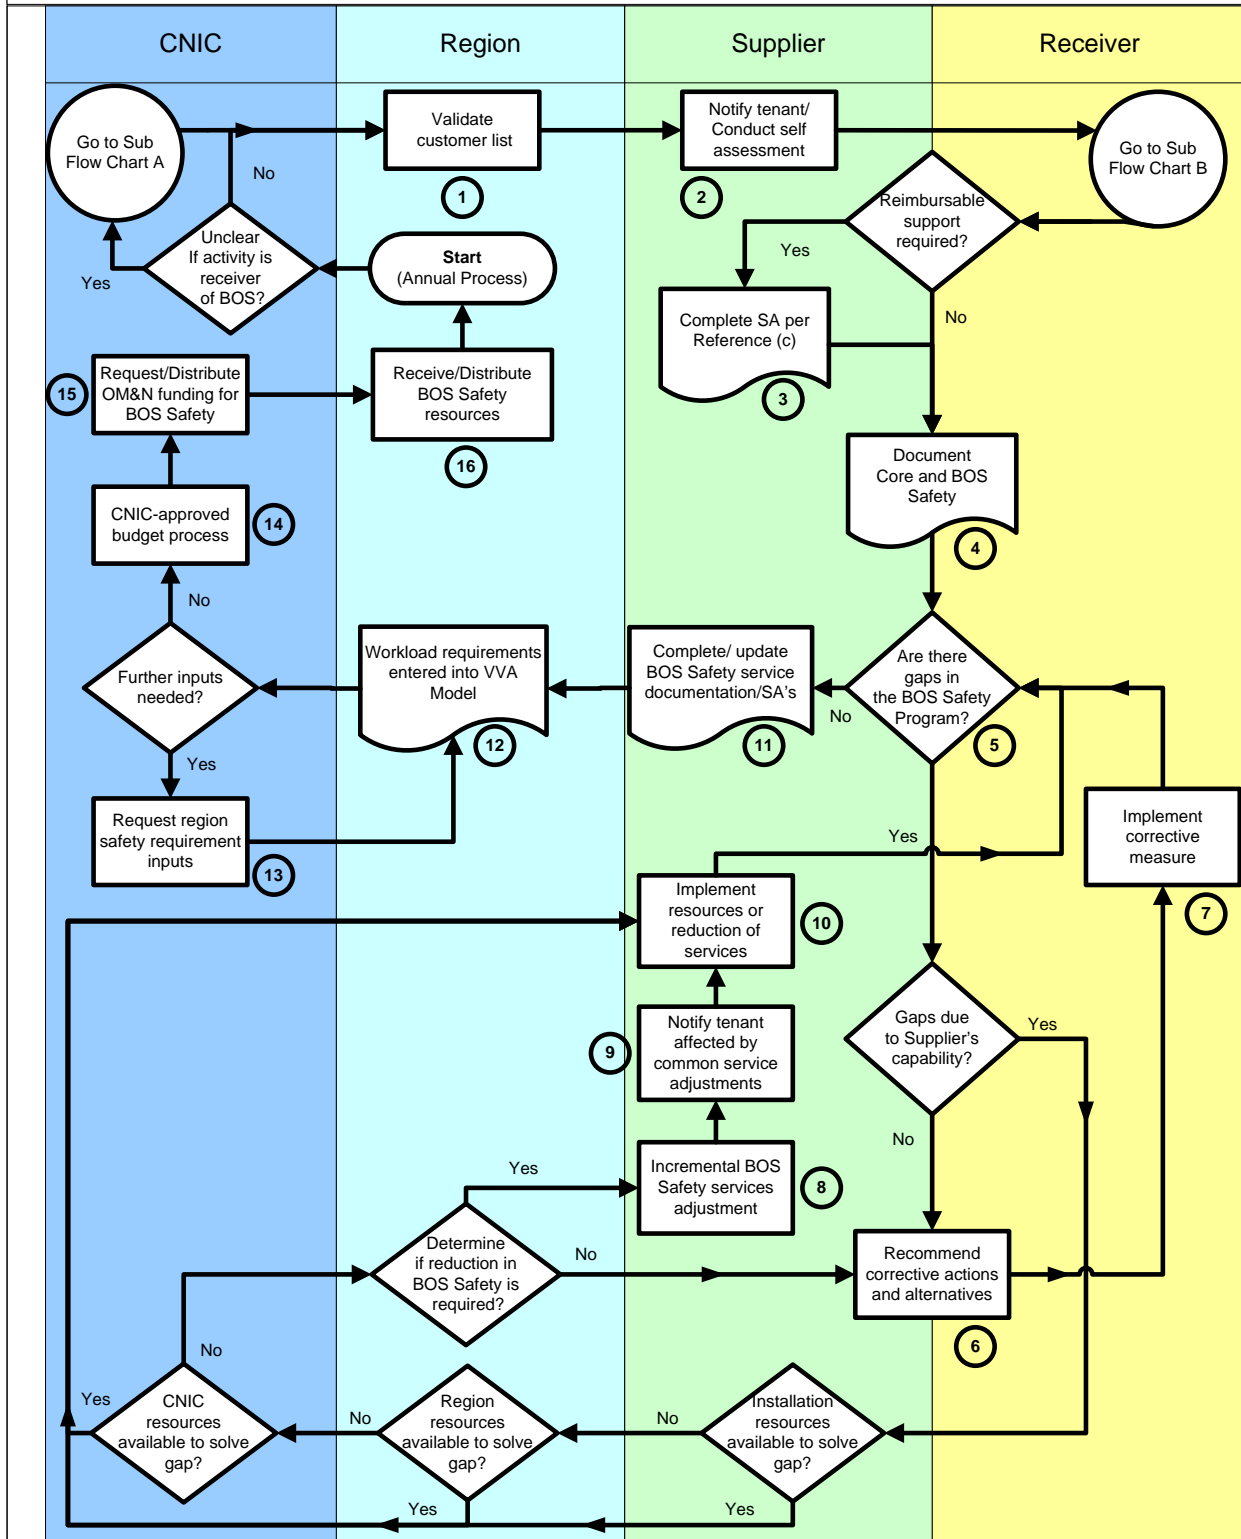 CNIC
Region
Supplier
Receiver
Go to Sub
Flow Chart A
Validate
customer list
1
Notify tenant/
Conduct self
assessment
2
Go to Sub
Flow Chart B
No
Unclear
If activity is
receiver
of BOS?
Yes
Start
(Annual Process)
Reimbursable
support
required?
Yes
No
Complete SA per
Reference (c)
3
15
Request/Distribute
OM&N funding for
BOS Safety
Receive/Distribute
BOS Safety
resources
16
Document
Core and BOS
Safety
4
CNIC-approved
budget process
14
No
Further inputs
needed?
Yes
Workload requirements
entered into VVA
Model
12
Complete/ update
BOS Safety service
documentation/SA's
11
No
Are there
gaps in
the BOS Safety
Program?
5
Request region
safety requirement
inputs
13
Yes
Implement
corrective
measure
7
Implement
resources or
reduction of
services
10
Notify tenant
affected by
common service
adjustments
9
Gaps due
to Supplier's
capability?
Yes
No
Incremental BOS
Safety services
adjustment
8
Yes
Determine
if reduction in
BOS Safety is
required?
No
Recommend
corrective actions
and alternatives
6
No
Yes
CNIC
resources
available to solve
gap?
No
Region
resources
available to solve
gap?
Yes
No
Installation
resources
available to solve
gap?
Yes